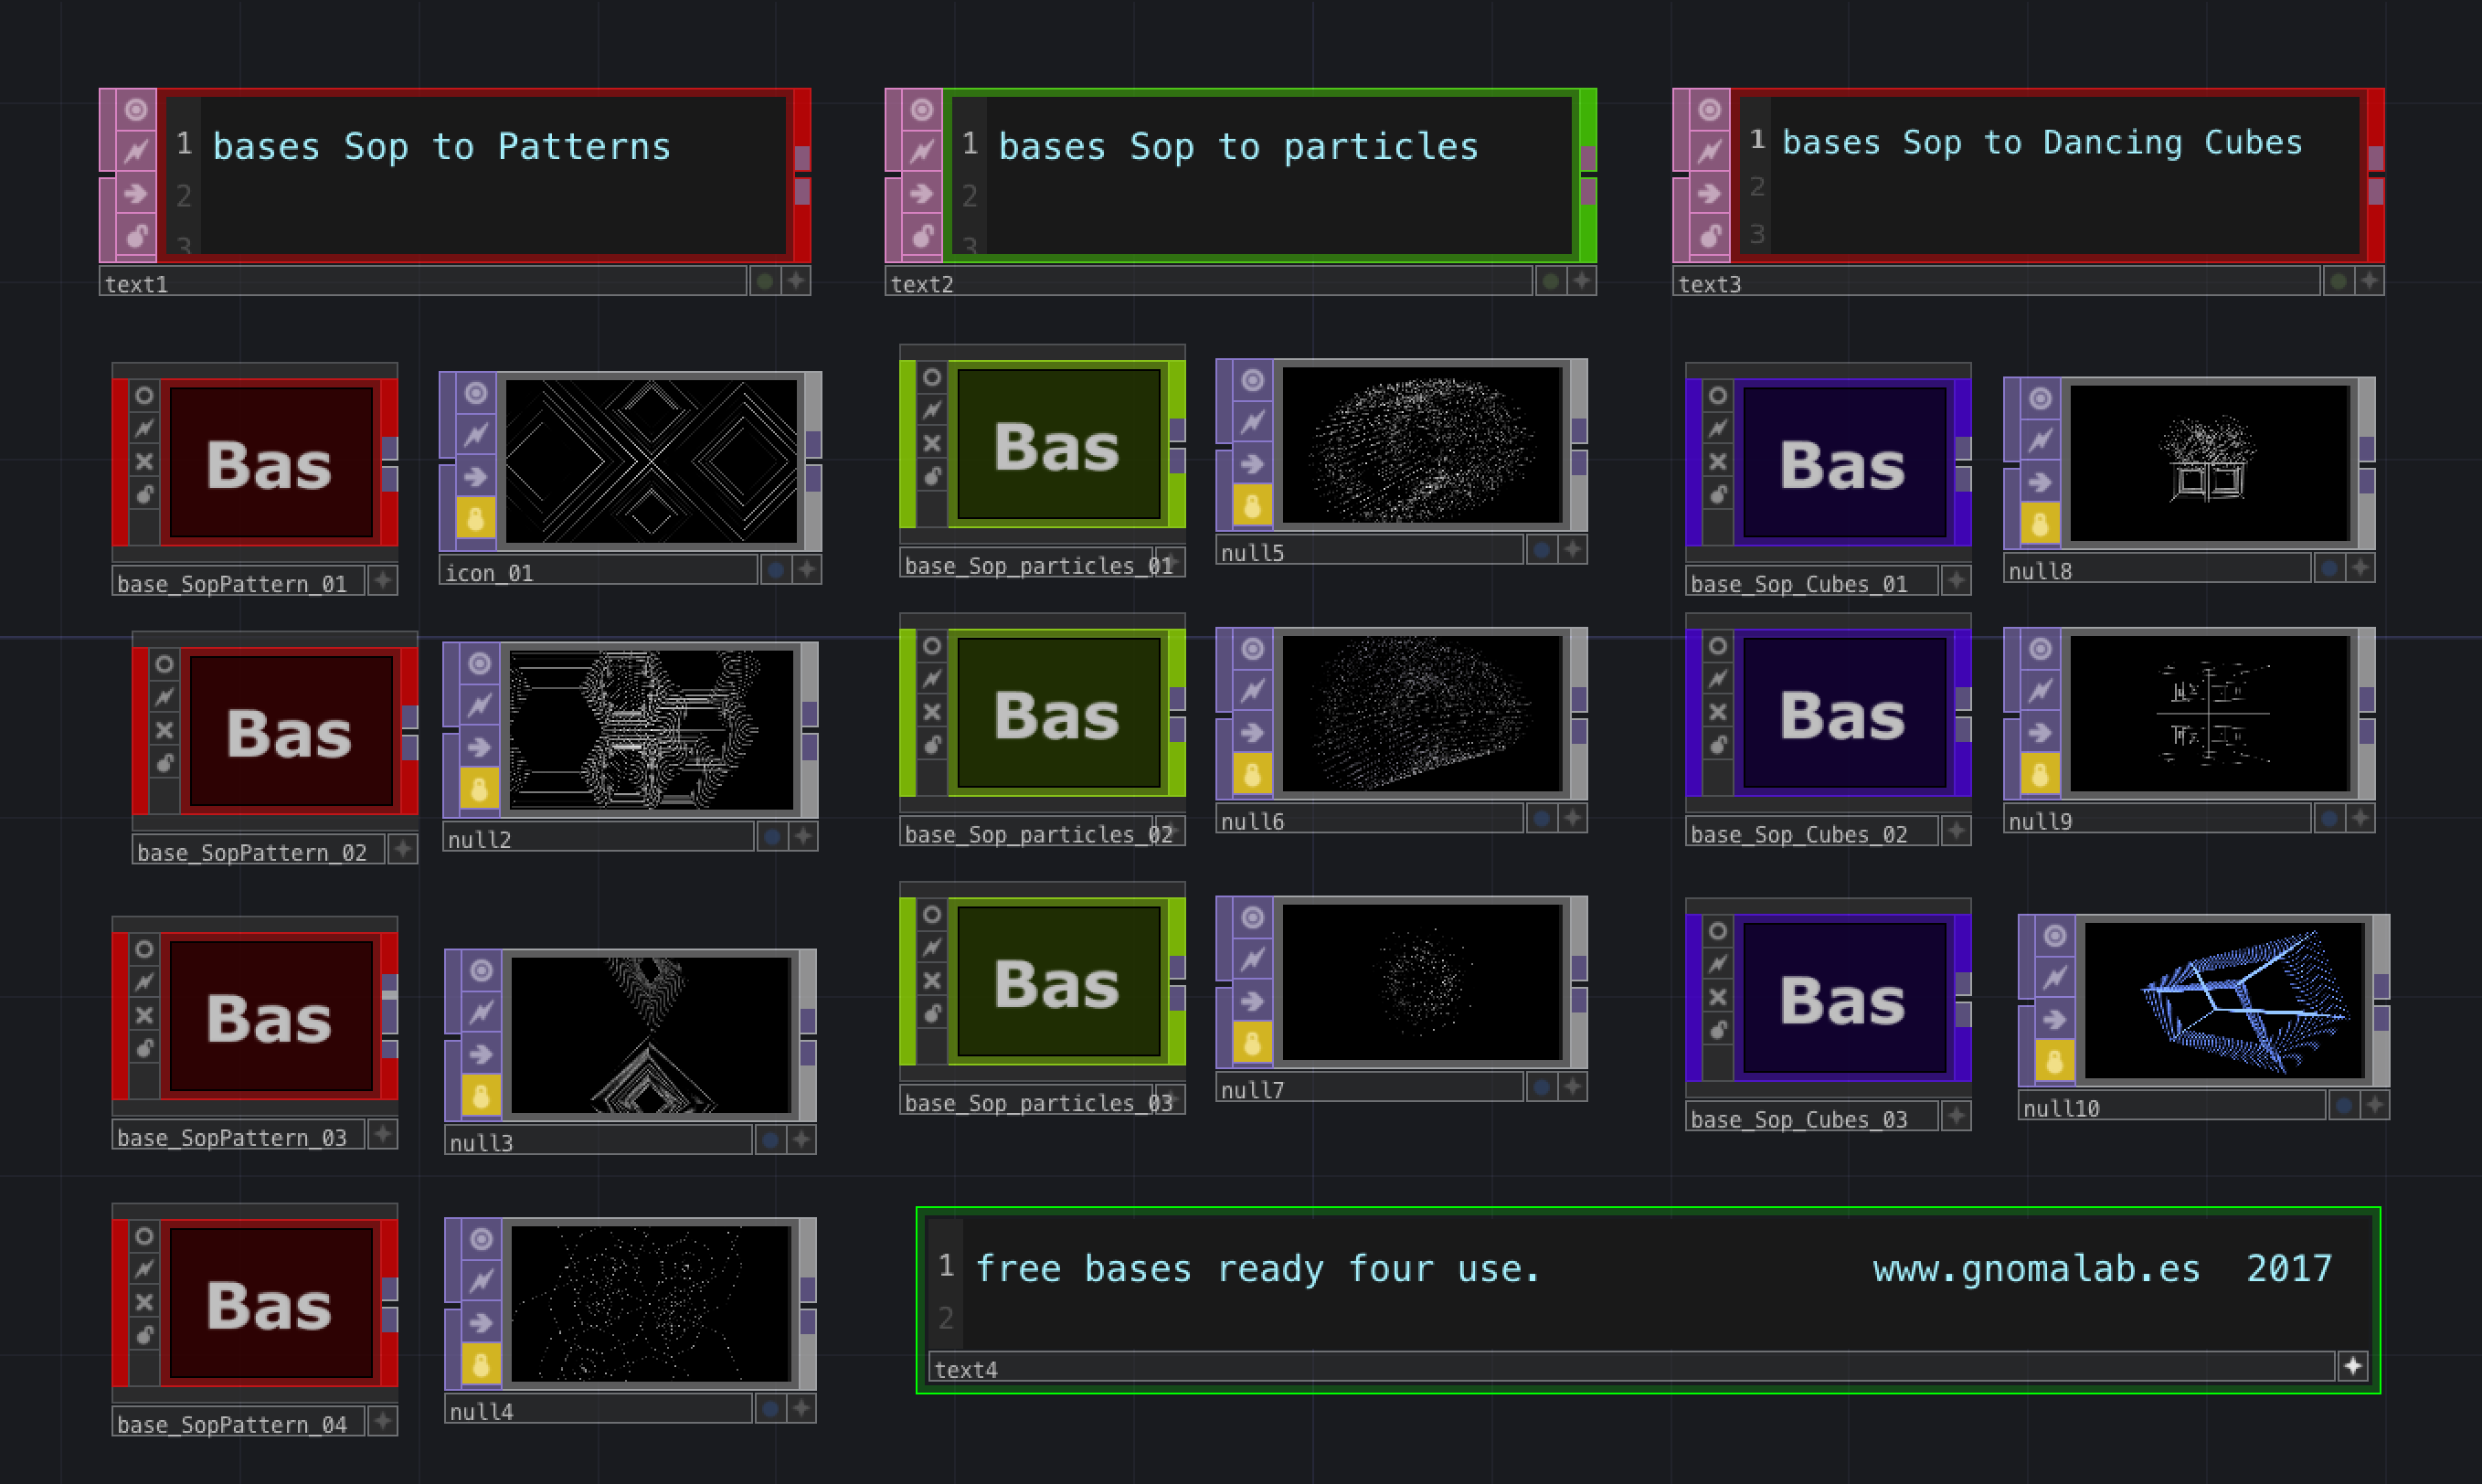 1 bases Sop to Patterns
2
3
text1
1 bases Sop to particles
2
3
text2
1 bases Sop to Dancing Cubes
2
3
text3
Bas
base_SopPattern_01
icon_01
Bas
base_Sop_particles_01
null5
Bas
base_Sop_Cubes_01
null8
Bas
base_SopPattern_02
null2
Bas
base_Sop_particles_02
null6
Bas
base_Sop_Cubes_02
null9
Bas
base_SopPattern_03
null3
Bas
base_Sop_particles_03
null7
Bas
base_Sop_Cubes_03
null10
Bas
base_SopPattern_04
null4
1 free bases ready four use. www.gnomalab.es 2017
2
text4